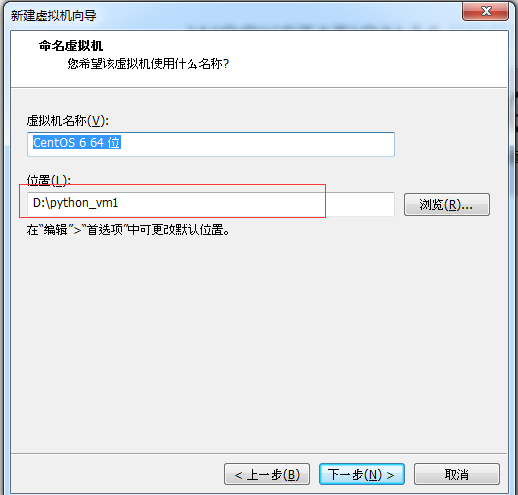 新建虚拟机向导
命名虚拟机
您希望该虚拟机使用什么名称?
虚拟机名称(V):
CentOS 6 64 位
位置(L):
D:\python_vm1
浏览(R)...
在“编辑”>“首选项”中可更改默认位置。
< 上一步(B)
下一步(N) >
取消